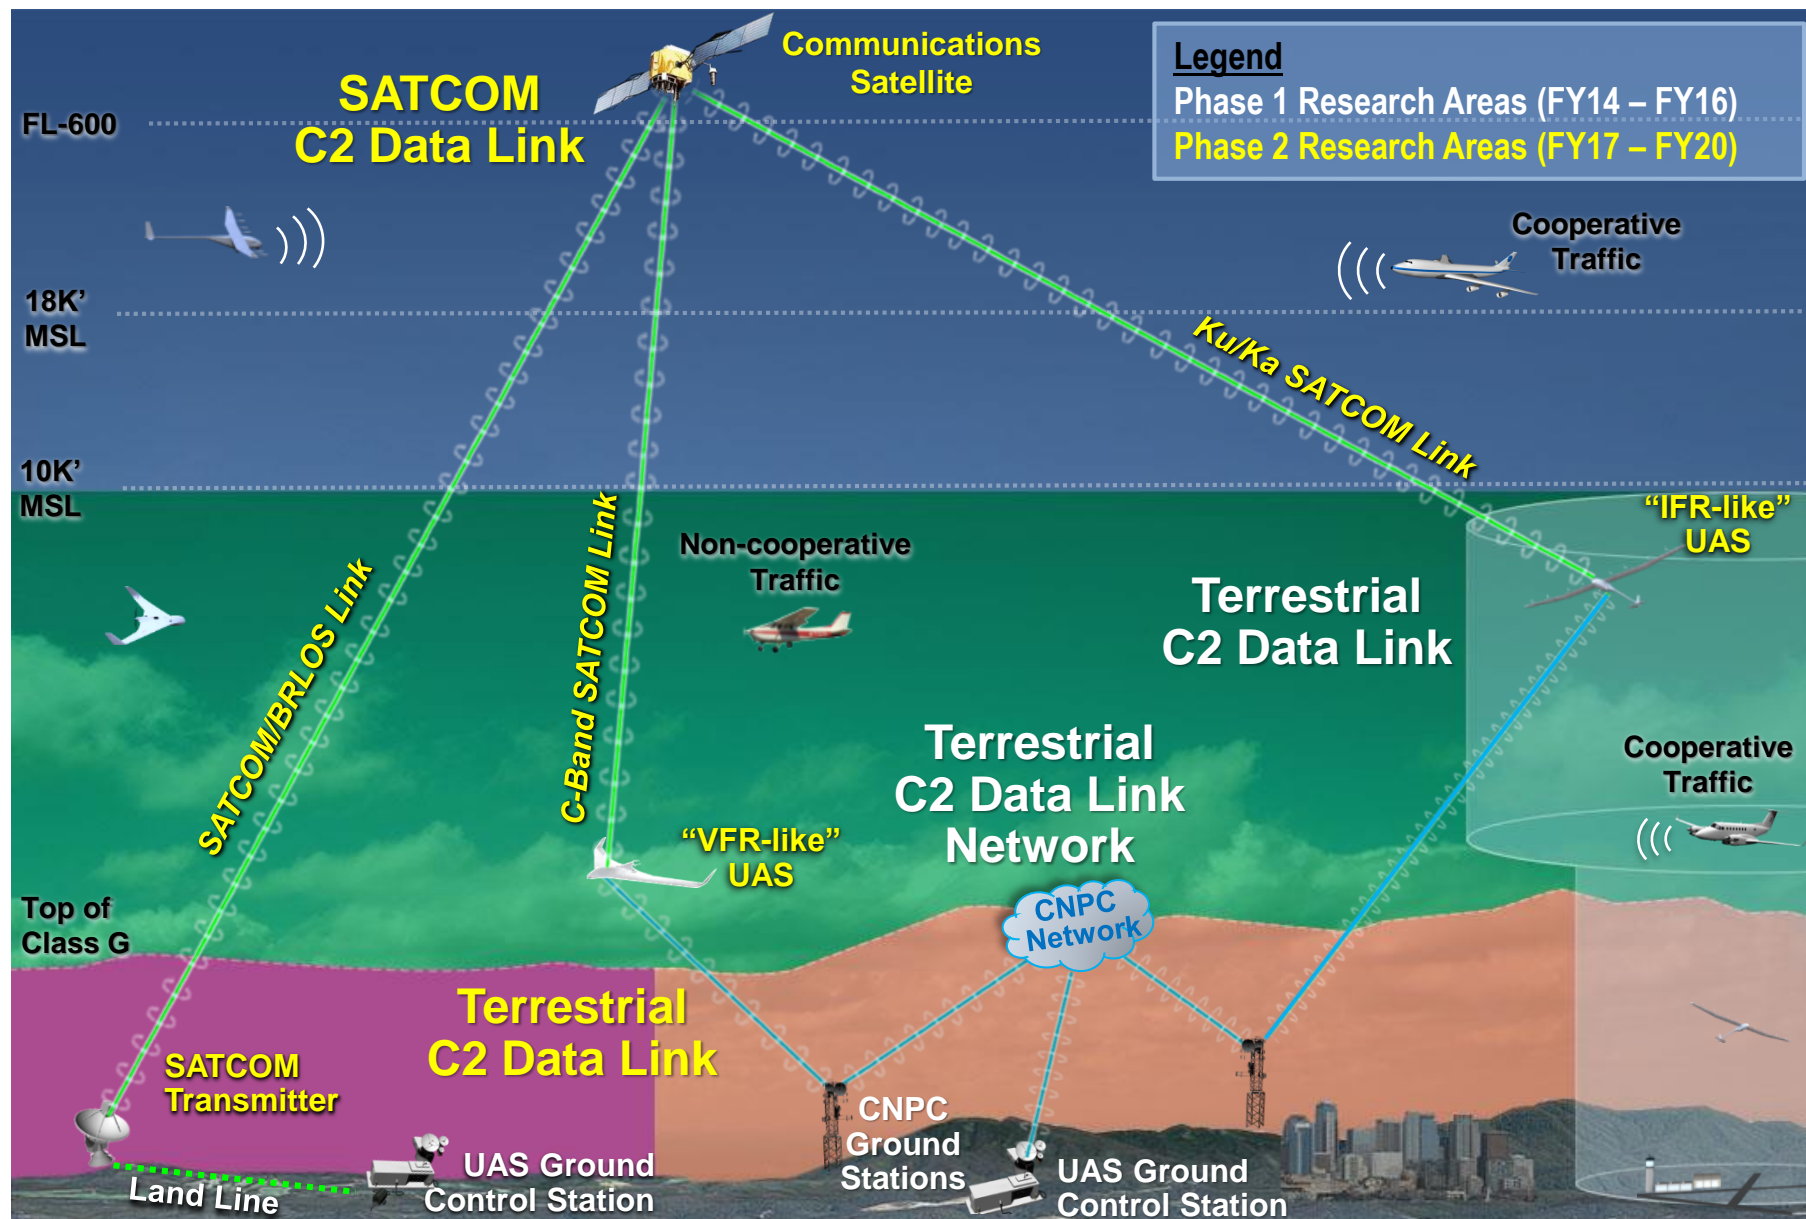 Communications
Satellite
SATCOM
C2 Data Link
Legend
Phase 1 Research Areas (FY14 – FY16)
Phase 2 Research Areas (FY17 – FY20)
FL-600
Cooperative
Traffic
18K’
MSL
Ku/Ka SATCOM Link
10K’
MSL
“IFR-like”
UAS
Non-cooperative
Traffic
SATCOM/BRLOS Link
C-Band SATCOM Link
Terrestrial
C2 Data Link
Terrestrial
C2 Data Link
Network
Cooperative
Traffic
“VFR-like”
UAS
Top of
Class G
CNPC
Network
Terrestrial
C2 Data Link
SATCOM
Transmitter
CNPC
Ground
Stations
UAS Ground
Control Station
UAS Ground
Control Station
Land Line